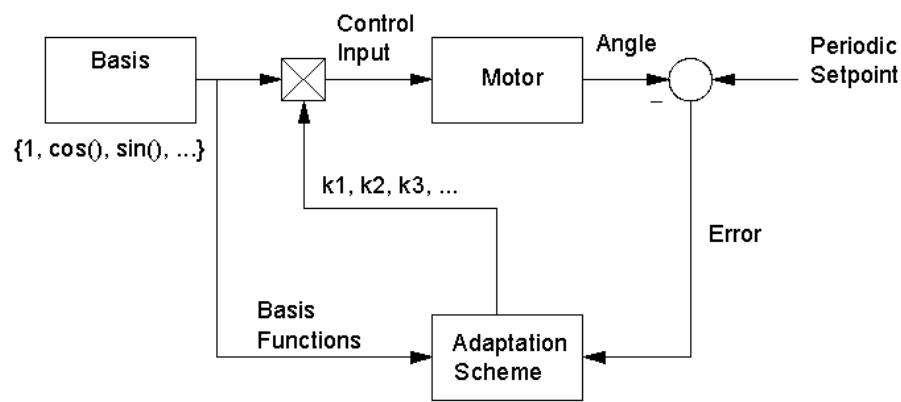 Basis
{1, cos(), sin(), ...}
Control
Input
Motor
Angle
–
Periodic
Setpoint
k1, k2, k3, ...
Error
Basis
Functions
Adaptation
Scheme